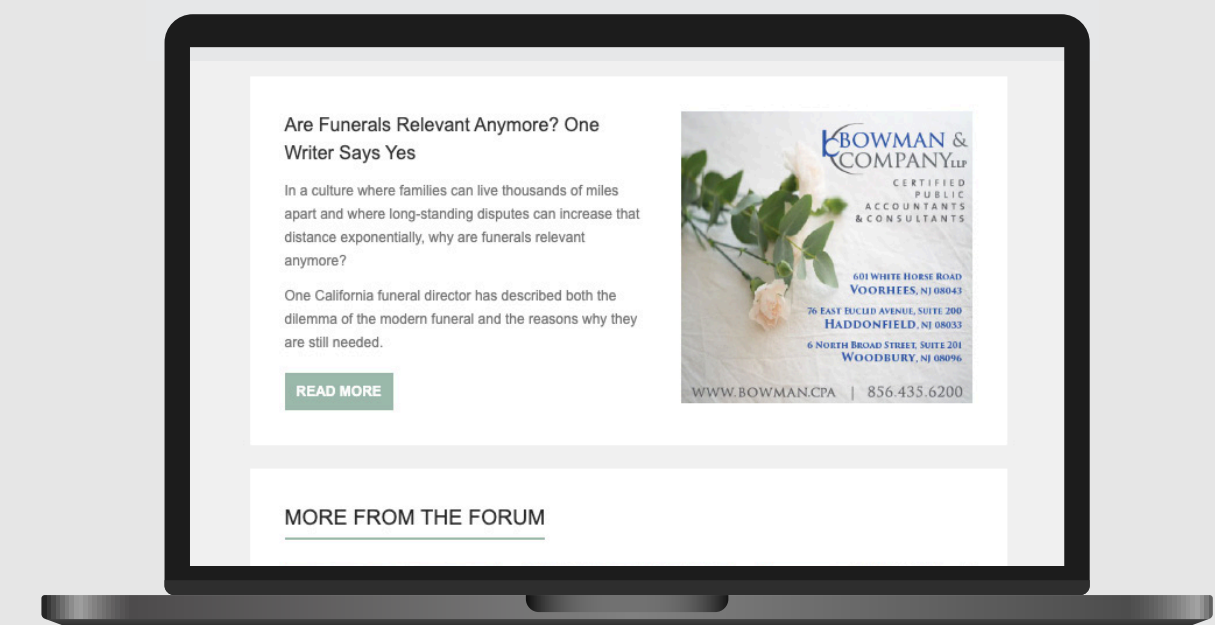 Are Funerals Relevant Anymore? One
Writer Says Yes
In a culture where families can live thousands of miles
apart and where long-standing disputes can increase that
distance exponentially, why are funerals relevant
anymore?
One California funeral director has described both the
dilemma of the modern funeral and the reasons why they
are still needed.
READ MORE
BOWMAN &
COMPANY LLP
CERTIFIED
PUBLIC
ACCOUNTANTS
& CONSULTANTS
601 WHITE HORSE ROAD
VOORHEES, NJ 08043
76 EAST EUCLID AVENUE, SUITE 200
HADDONFIELD, NJ 08033
6 NORTH BROAD STREET, SUITE 201
WOODBURY, NJ 08096
WWW.BOWMAN.CPA | 856.435.6200
MORE FROM THE FORUM